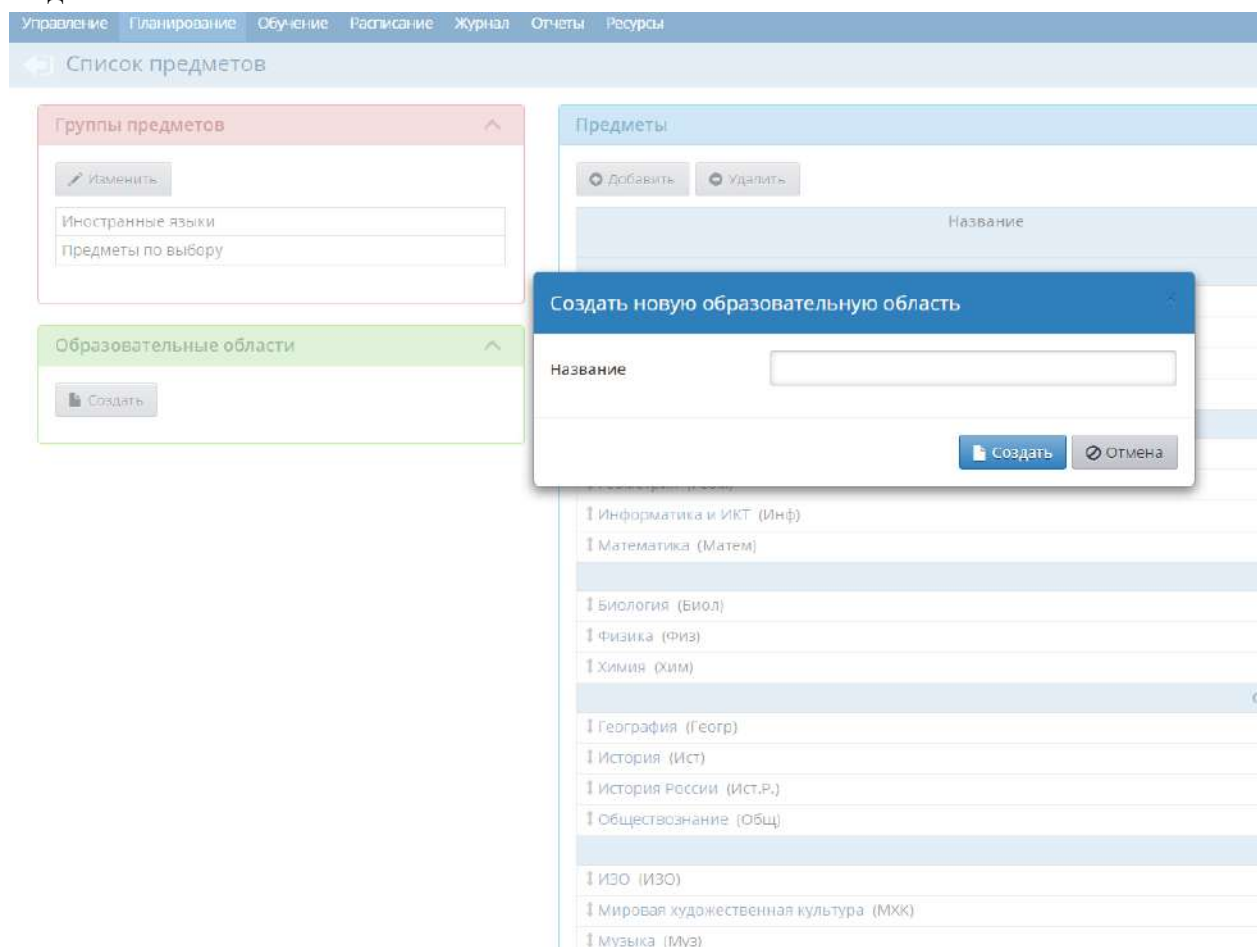 Управление Планирование Обучение Расписание Журнал Отчеты Ресурсы
Список предметов
Группы предметов
Изменить
Иностранные языки
Предметы по выбору
Образовательные области
Создать
Предметы
Добавить Удалить
Название
Создать новую образовательную область
Название
Создать Отмена
Информатика и ИКТ (Инф)
Математика (Матем)
Биология (Биол)
Физика (Физ)
Химия (Хим)
География (Геогр)
История (Ист)
История России (Ист.Р.)
Обществознание (Общ)
ИЗО (ИЗО)
Мировая художественная культура (МХК)
Музыка (Муз)